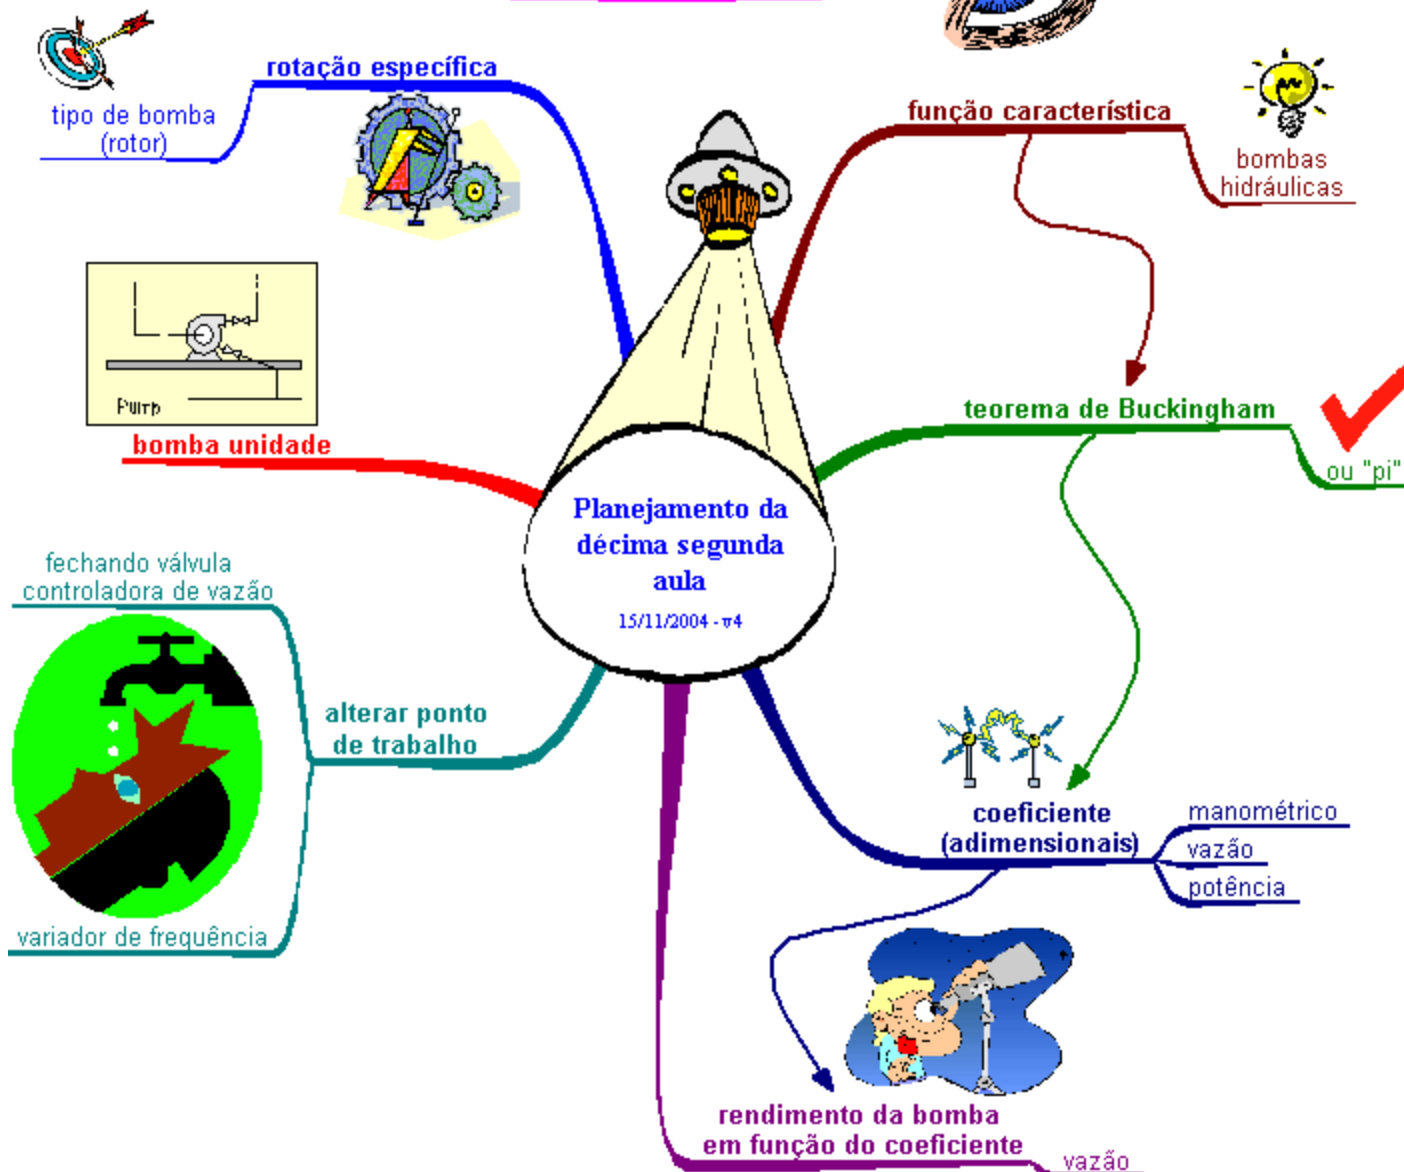 Planejamento da
décima segunda
aula
15/11/2004 - v4
função característica
bombas
hidráulicas
teorema de Buckingham
ou "pi"
coeficiente
(adimensionais)
manométrico
vazão
potência
rendimento da bomba
em função do coeficiente
vazão
alterar ponto
de trabalho
fechando válvula
controladora de vazão
variador de frequência
bomba unidade
Pump
rotação específica
tipo de bomba
(rotor)